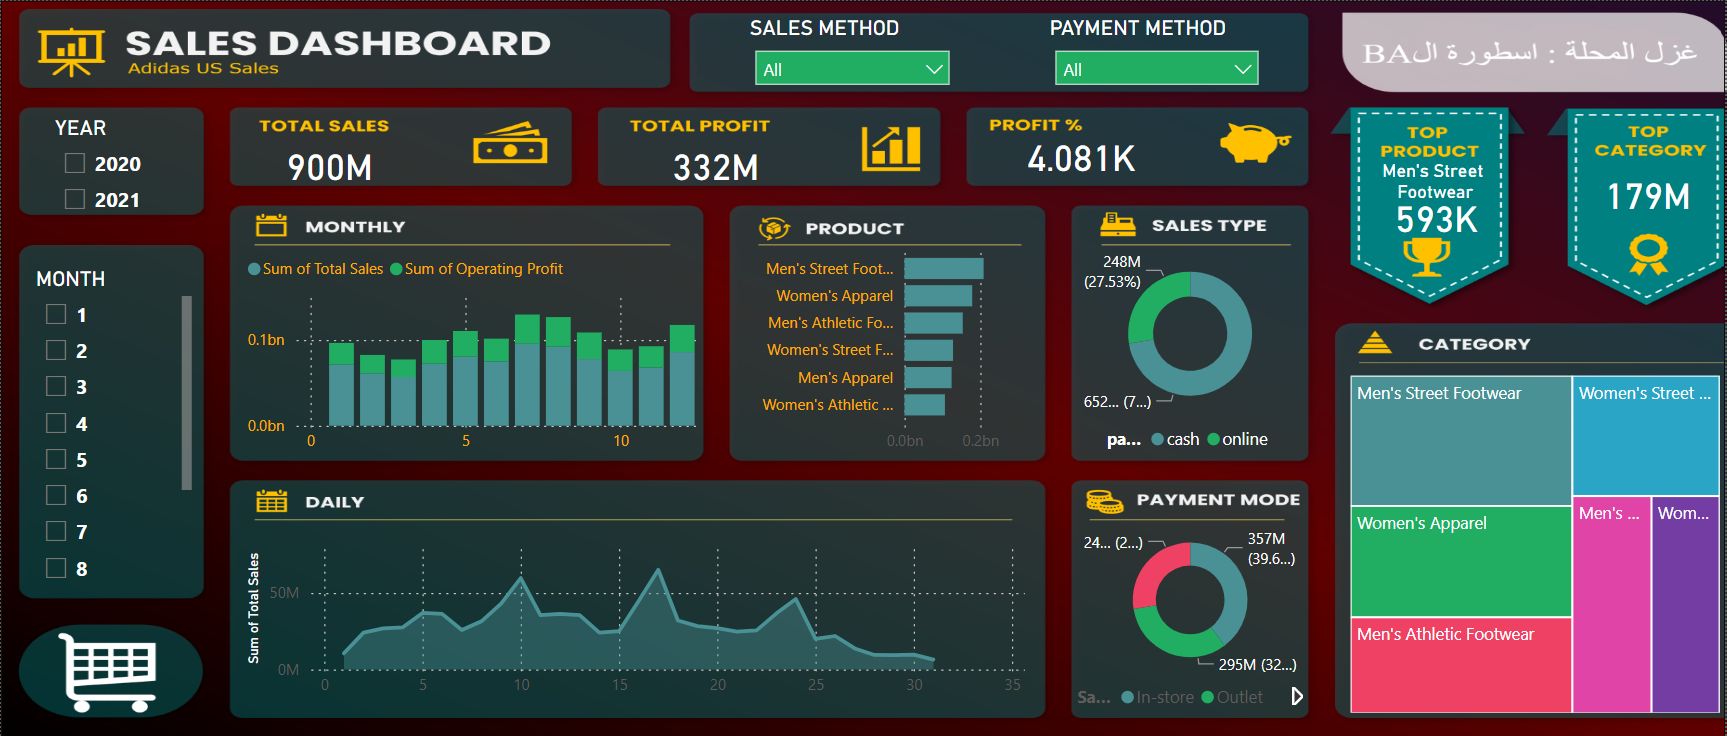 SALES DASHBOARD
Adidas US Sales
SALES METHOD
All
PAYMENT METHOD
All
غزل المحلة : اسطورة الBA
YEAR
2020
2021
TOTAL SALES
900M
TOTAL PROFIT
332M
PROFIT %
4.081K
TOP
PRODUCT
Men's Street
Footwear
593K
TOP
CATEGORY
179M
MONTH
1
2
3
4
5
6
7
8
MONTHLY
Sum of Total Sales Sum of Operating Profit
0.1bn
0.0bn
0 5 10
PRODUCT
Men's Street Foot...
Women's Apparel
Men's Athletic Fo...
Women's Street F...
Men's Apparel
Women's Athletic ...
0.0bn 0.2bn
SALES TYPE
248M
(27.53%)
652... (7...)
pa... cash online
CATEGORY
Men's Street Footwear
Women's Street ...
Women's Apparel
Men's ...
Wom...
Men's Athletic Footwear
DAILY
Sum of Total Sales
50M
0M
0 5 10 15 20 25 30 35
PAYMENT MODE
24... (2...)
357M
(39.6...)
295M (32...)
Sa... In-store Outlet